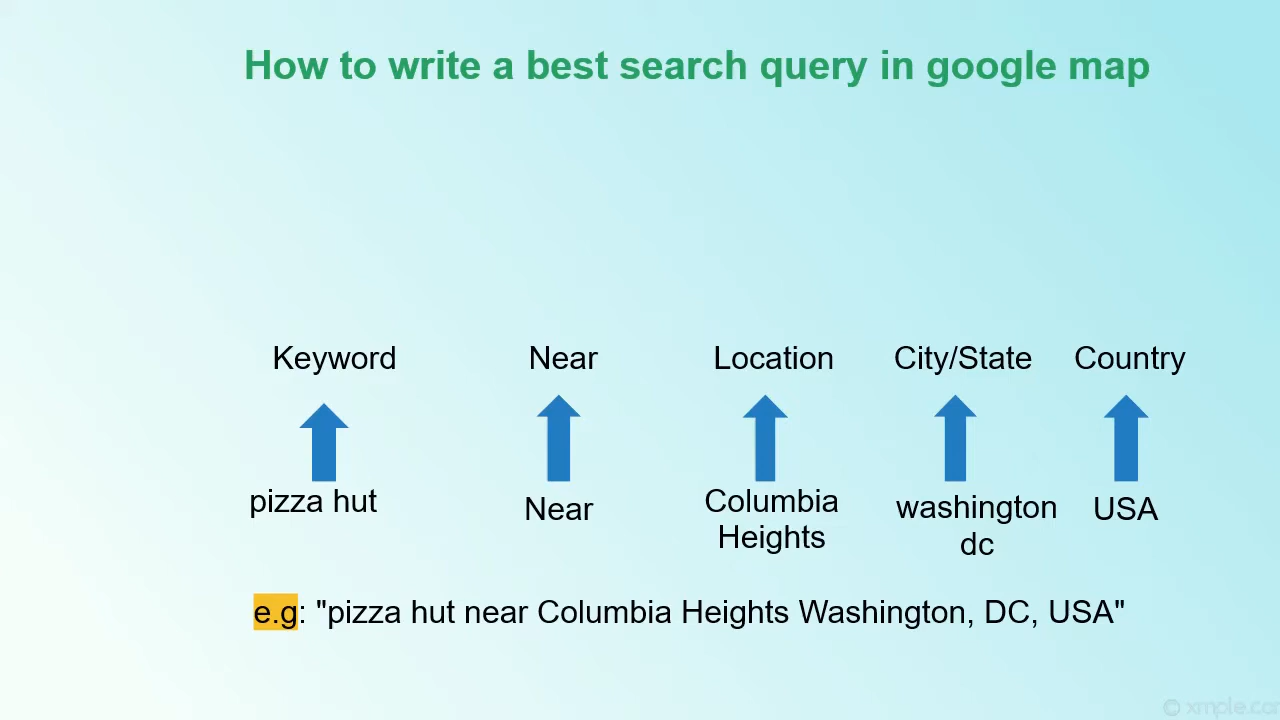 How to write a best search query in google map
Keyword Near Location City/State Country
pizza hut Near Columbia Heights washington dc USA
e.g: "pizza hut near Columbia Heights Washington, DC, USA"